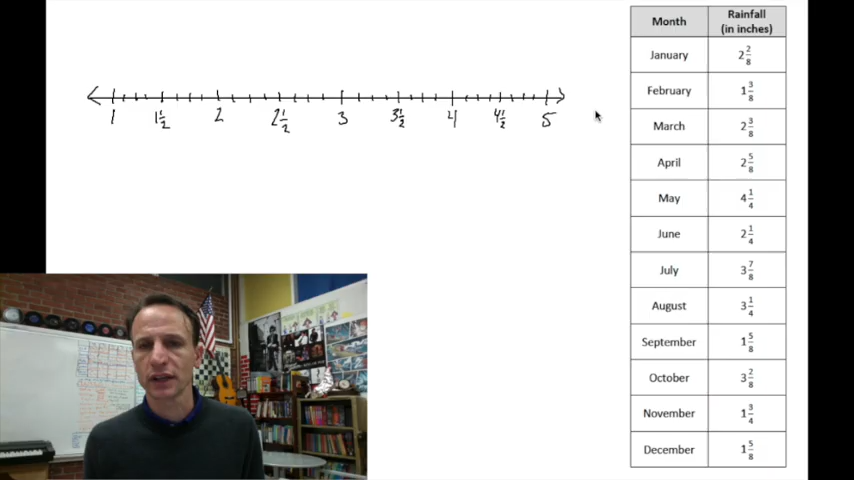 1 1½ 2 2½ 3 3½ 4 4½ 5
Month Rainfall (in inches)
January 2 2/8
February 1 3/8
March 2 3/8
April 2 5/8
May 4 1/4
June 2 1/4
July 3 7/8
August 3 1/4
September 1 5/8
October 3 2/8
November 1 3/4
December 1 5/8